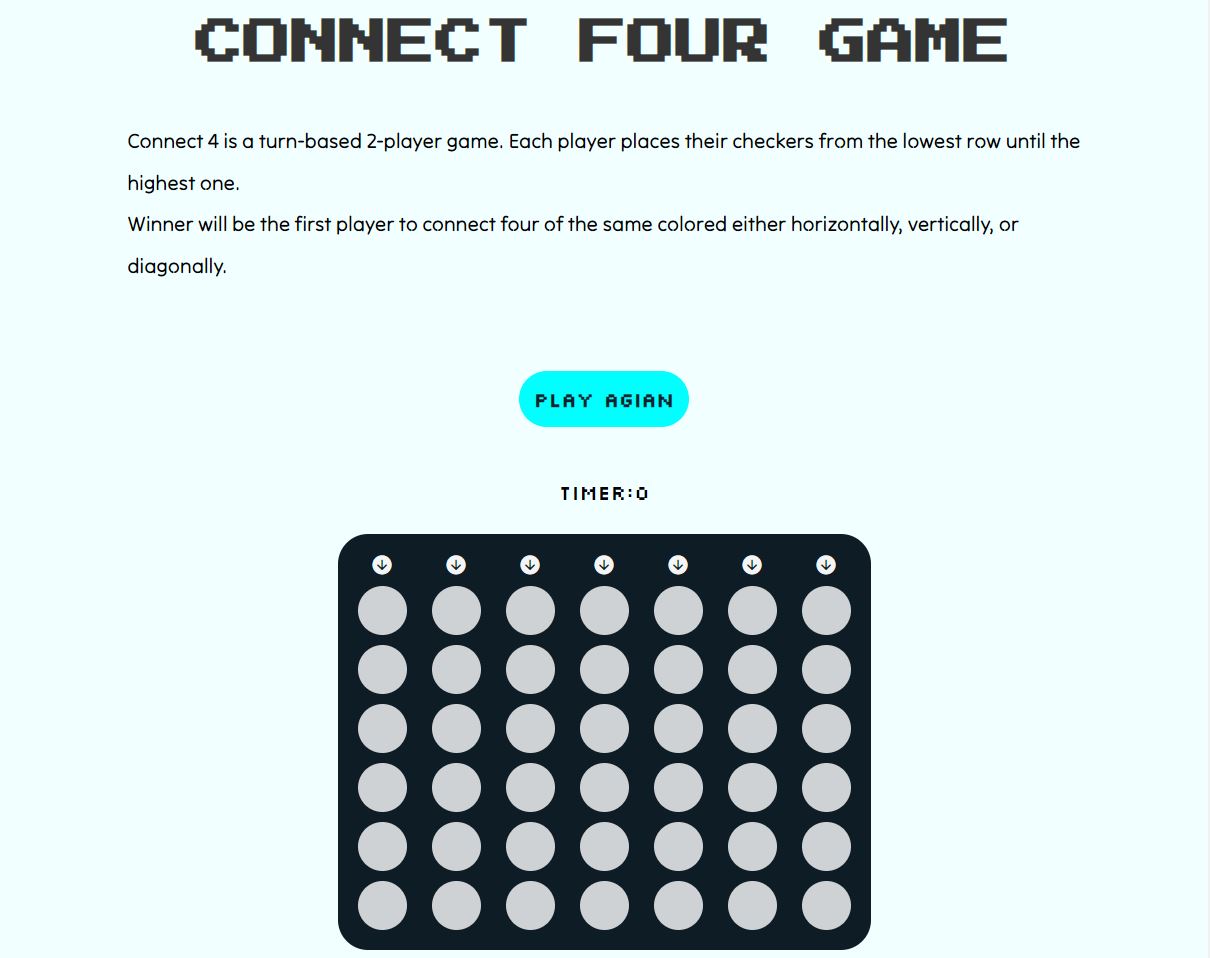 CONNECT FOUR GAME
Connect 4 is a turn-based 2-player game. Each player places their checkers from the lowest row until the
highest one.
Winner will be the first player to connect four of the same colored either horizontally, vertically, or
diagonally.
PLAY AGIAN
TIMER:0